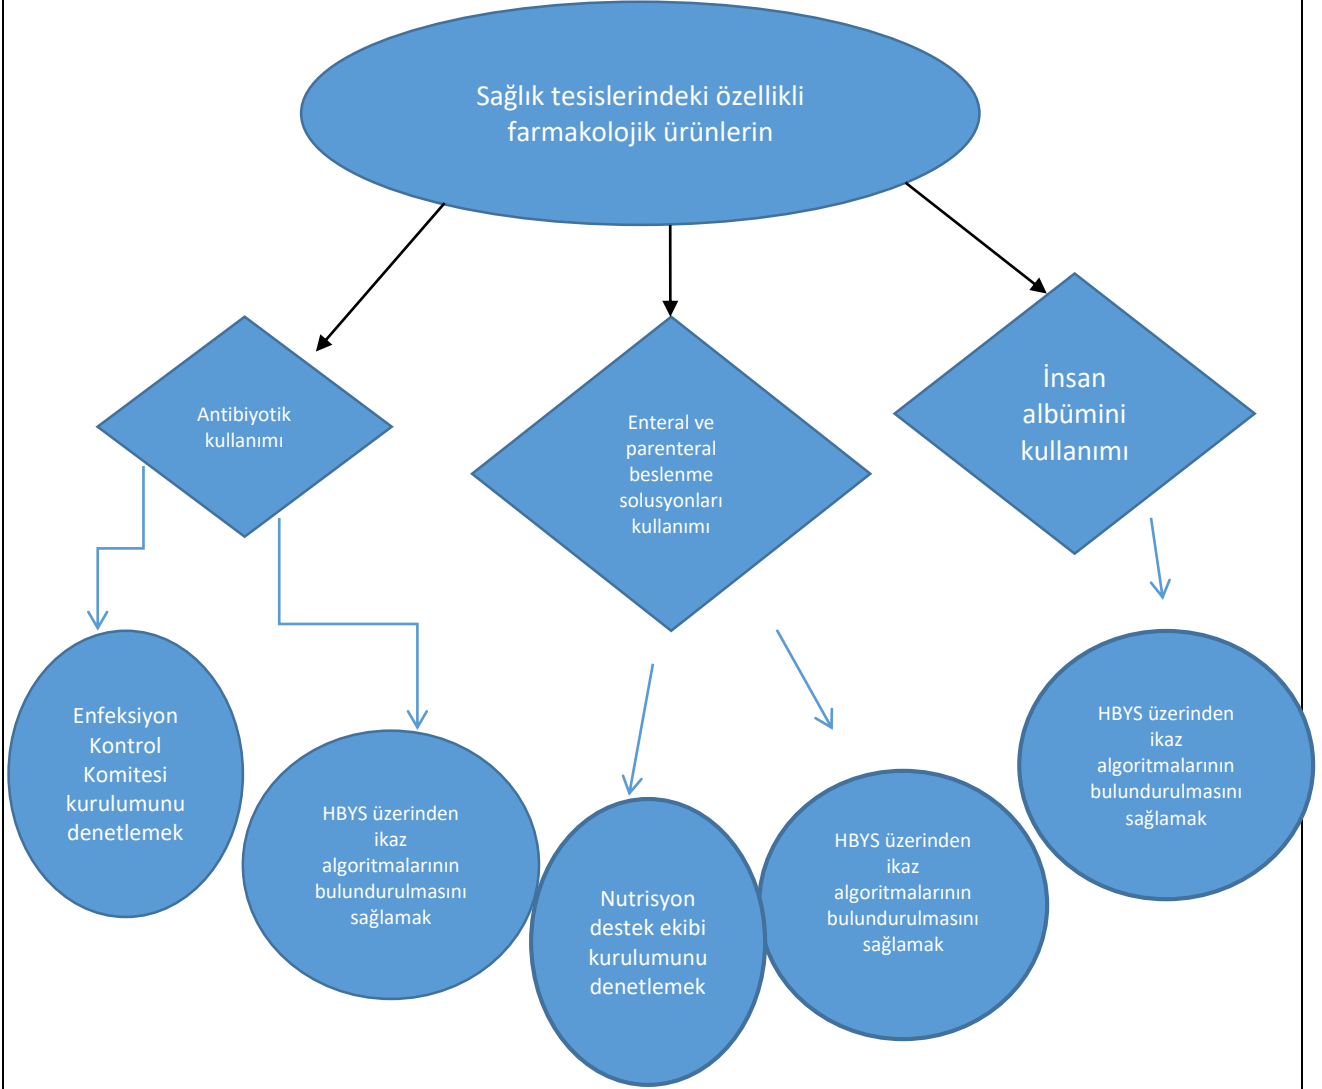 Sağlık tesislerindeki özellikli
farmakolojik ürünlerin
Antibiyotik
kullanımı
Enteral ve
parenteral
beslenme
solusyonları
kullanımı
İnsan
albümini
kullanımı
Enfeksiyon
Kontrol
Komitesi
kurulumunu
denetlemek
HBYS üzerinden
ikaz
algoritmalarının
bulundurulmasını
sağlamak
Nutrisyon
destek ekibi
kurulumunu
denetlemek
HBYS üzerinden
ikaz
algoritmalarının
bulundurulmasını
sağlamak
HBYS üzerinden
ikaz
algoritmalarının
bulundurulmasını
sağlamak